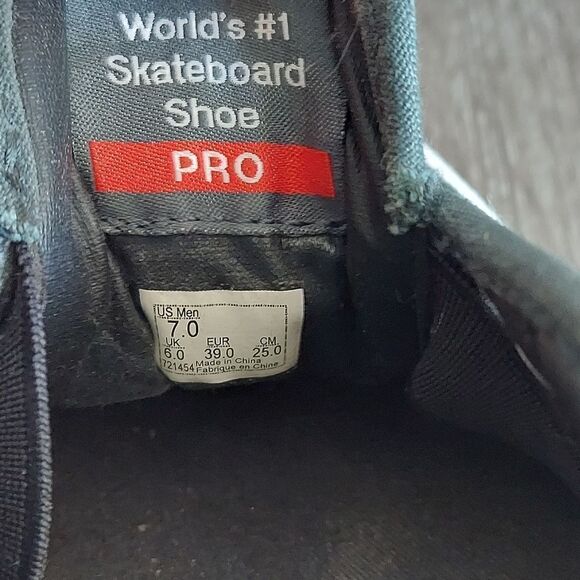 World's #1
Skateboard
Shoe
PRO
US Men
7.0
UK EUR CM
6.0 39.0 25.0
721454 Made in China
Fabrique en Chine